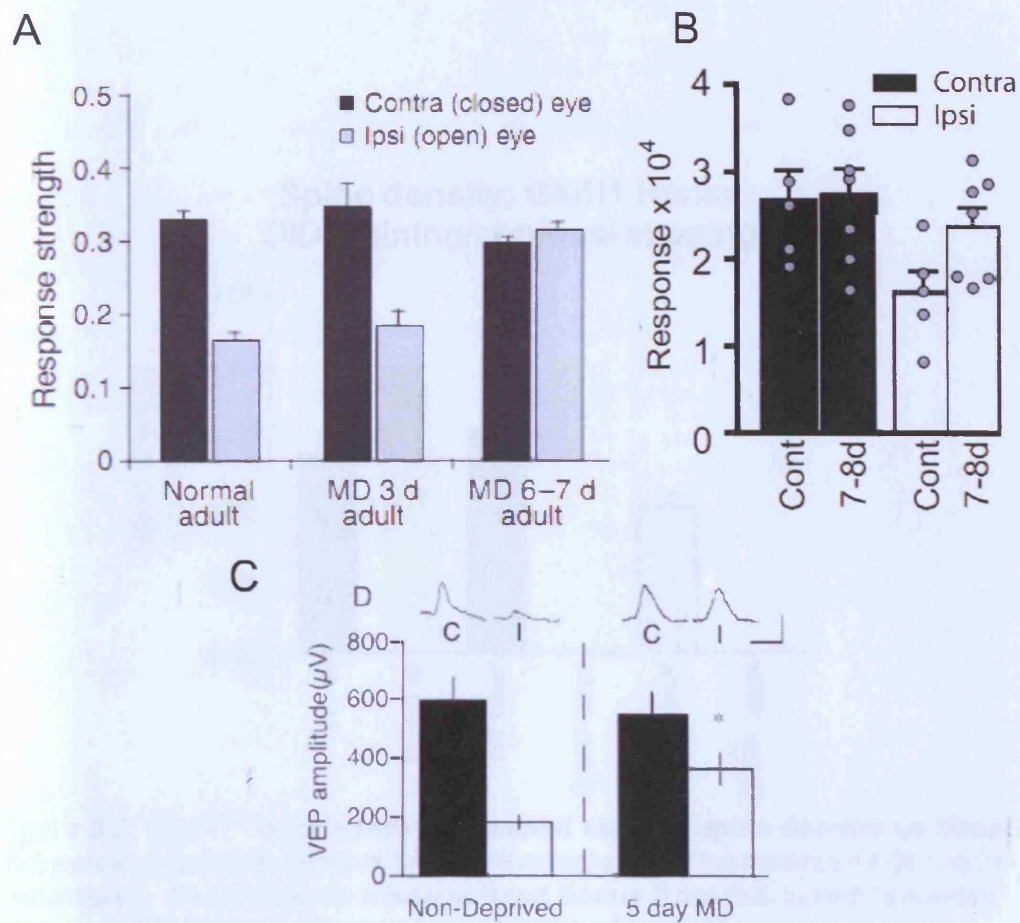 A
0.5
0.4
0.3
0.2
0.1
0
Response strength
Contra (closed) eye
Ipsi (open) eye
Normal adult
MD 3 d adult
MD 6–7 d adult
B
4
3
2
1
0
Response x 10⁴
Contra
Ipsi
Cont
7-8d
Cont
7-8d
C
D
C I
C I
800
600
400
200
0
VEP amplitude(µV)
*
Non-Deprived
5 day MD